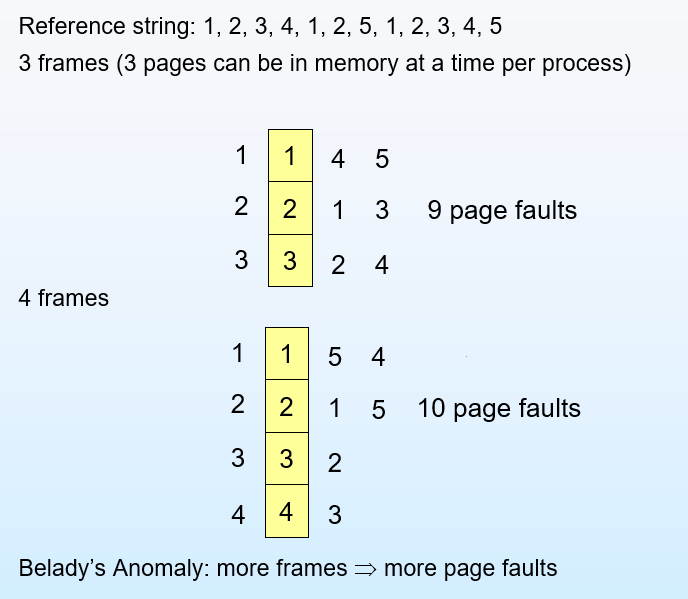 Reference string: 1, 2, 3, 4, 1, 2, 5, 1, 2, 3, 4, 5
3 frames (3 pages can be in memory at a time per process)
1 1 4 5
2 2 1 3 9 page faults
3 3 2 4
4 frames
1 1 5 4
2 2 1 5 10 page faults
3 3 2
4 4 3
Belady’s Anomaly: more frames ⇒ more page faults